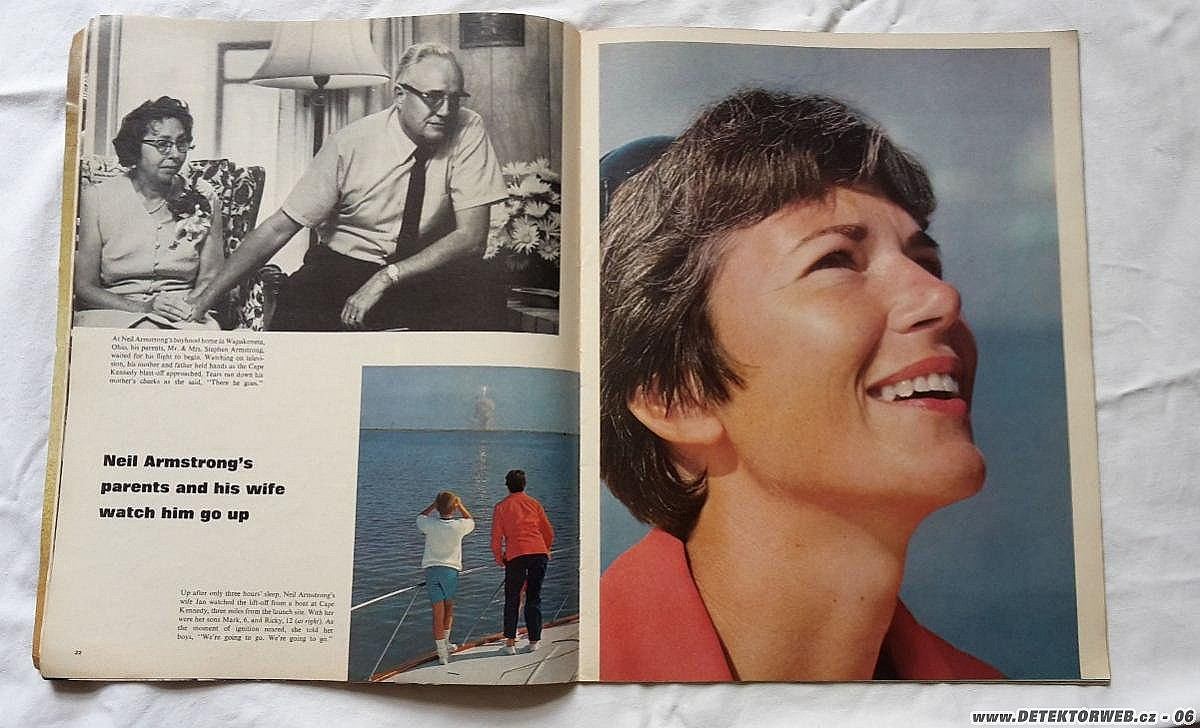 At Neil Armstrong's boyhood home in Wapakoneta,
Ohio, his parents, Mr. & Mrs. Stephen Armstrong,
waited for his flight to begin. Watching on televi-
sion, his mother and father held hands as the Cape
Kennedy blast-off approached. Tears ran down his
mother's cheeks as she said, "There he goes."
Neil Armstrong's
parents and his wife
watch him go up
Up after only three hours' sleep, Neil Armstrong's
wife Jan watched the lift-off from a boat at Cape
Kennedy, three miles from the launch site. With her
were her sons Mark, 6, and Ricky, 12 (at right). As
the moment of ignition neared, she told her
boys, "We're going to go. We're going to go."
22
www.DETEKTORWEB.cz - 06